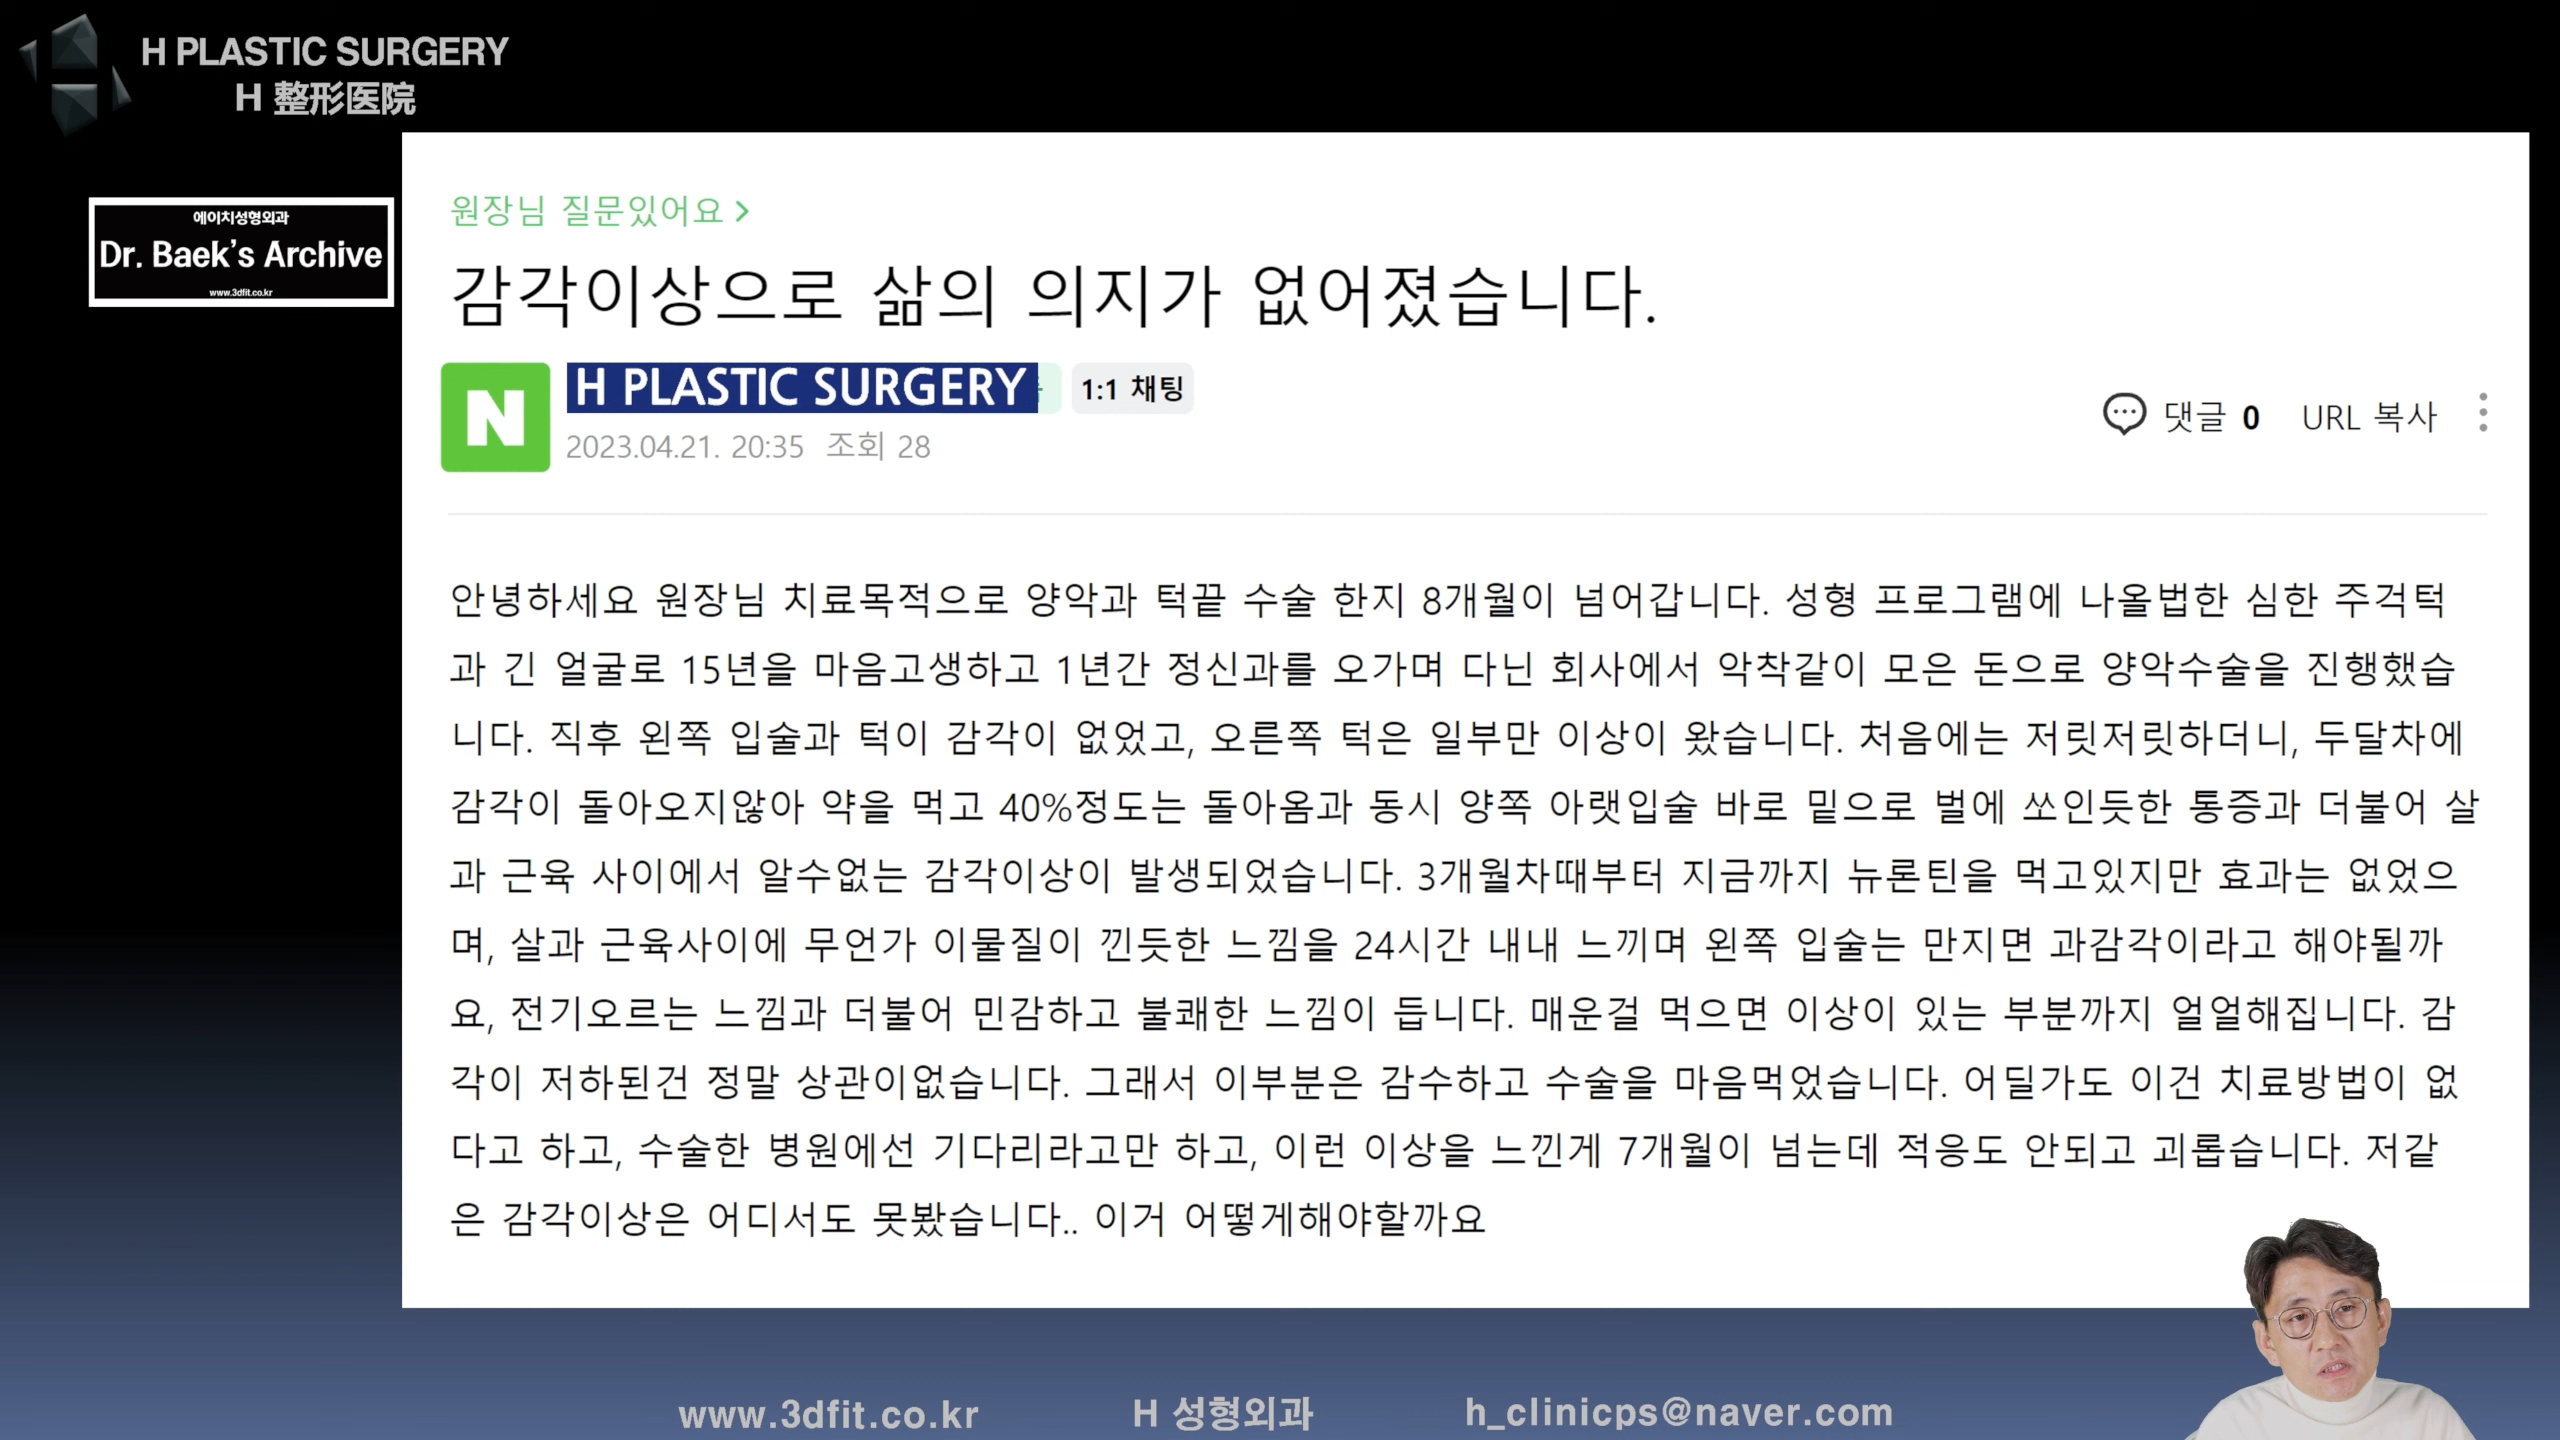 H PLASTIC SURGERY
H 整形医院
에이치성형외과
Dr. Baek's Archive
www.3dfit.co.kr
원장님 질문있어요 >
감각이상으로 삶의 의지가 없어졌습니다.
N
H PLASTIC SURGERY
1:1 채팅
2023.04.21. 20:35 조회 28
댓글 0 URL 복사
안녕하세요 원장님 치료목적으로 양악과 턱끝 수술 한지 8개월이 넘어갑니다. 성형 프로그램에 나올법한 심한 주걱턱
과 긴 얼굴로 15년을 마음고생하고 1년간 정신과를 오가며 다닌 회사에서 악착같이 모은 돈으로 양악수술을 진행했습
니다. 직후 왼쪽 입술과 턱이 감각이 없었고, 오른쪽 턱은 일부만 이상이 왔습니다. 처음에는 저릿저릿하더니, 두달차에
감각이 돌아오지않아 약을 먹고 40%정도는 돌아옴과 동시 양쪽 아랫입술 바로 밑으로 벌에 쏘인듯한 통증과 더불어 살
과 근육 사이에서 알수없는 감각이상이 발생되었습니다. 3개월차때부터 지금까지 뉴론틴을 먹고있지만 효과는 없었으
며, 살과 근육사이에 무언가 이물질이 낀듯한 느낌을 24시간 내내 느끼며 왼쪽 입술는 만지면 과감각이라고 해야될까
요, 전기오르는 느낌과 더불어 민감하고 불쾌한 느낌이 듭니다. 매운걸 먹으면 이상이 있는 부분까지 얼얼해집니다. 감
각이 저하된건 정말 상관이없습니다. 그래서 이부분은 감수하고 수술을 마음먹었습니다. 어딜가도 이건 치료방법이 없
다고 하고, 수술한 병원에선 기다리라고만 하고, 이런 이상을 느낀게 7개월이 넘는데 적응도 안되고 괴롭습니다. 저같
은 감각이상은 어디서도 못봤습니다.. 이거 어떻게해야할까요
www.3dfit.co.kr H 성형외과 h_clinicps@naver.com